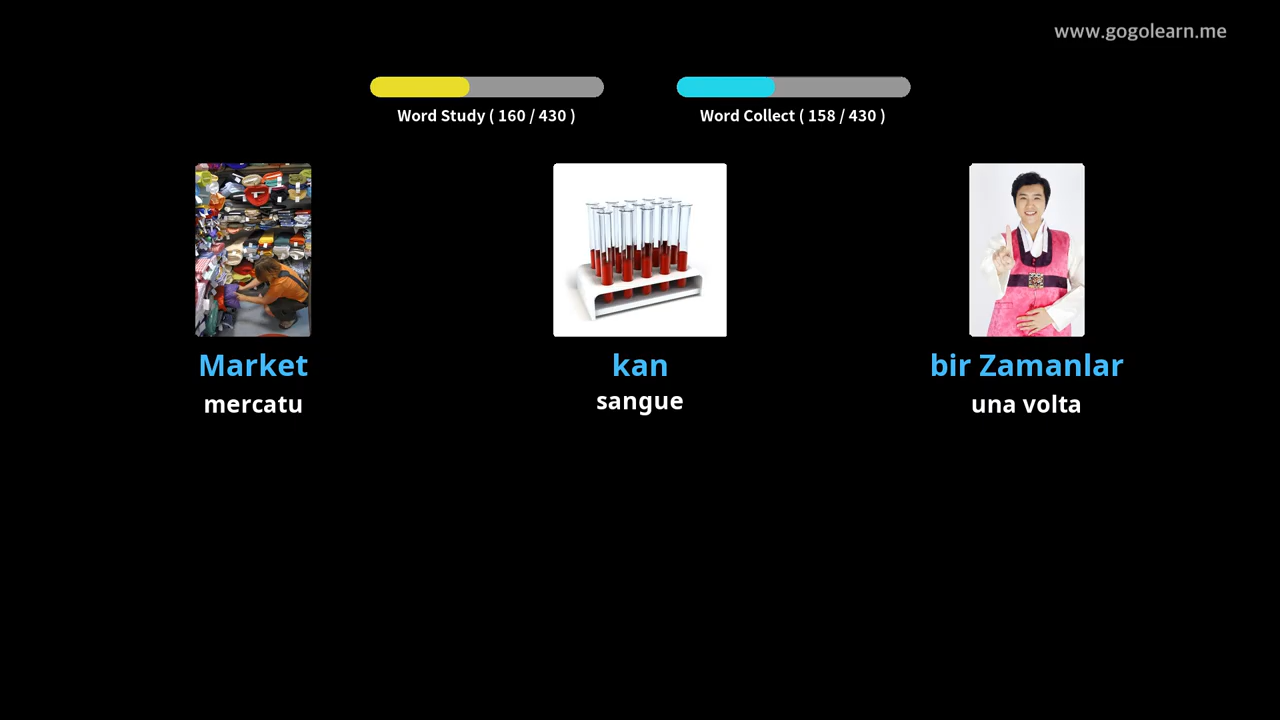 www.gogolearn.me
Word Study ( 160 / 430 )
Word Collect ( 158 / 430 )
Market
mercatu
kan
sangue
bir Zamanlar
una volta